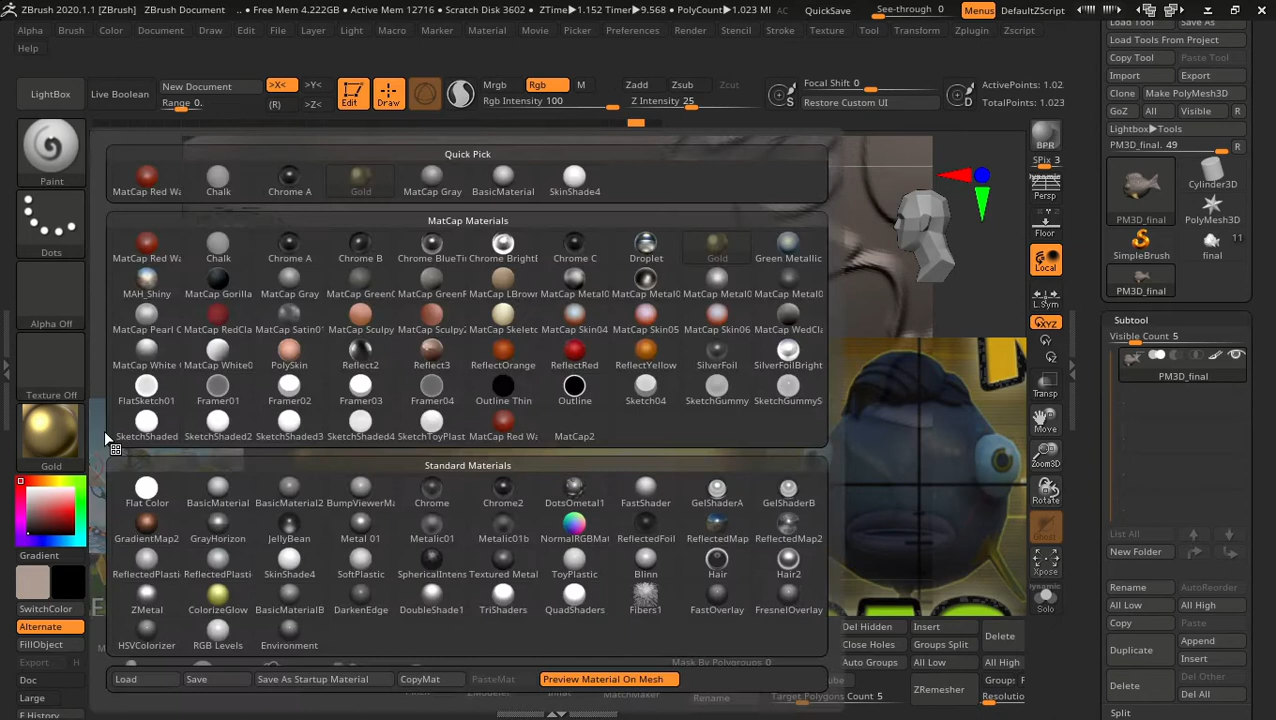 ZBrush 2020.1.1 [ZBrush] ZBrush Document .. • Free Mem 4.222GB • Active Mem 12716 • Scratch Disk 3602 • ZTime▶1.152 Timer▶9.568 • PolyCount▶1.023 MI AC QuickSave See-through 0 Menus DefaultZScript
Alpha Brush Color Document Draw Edit File Layer Light Macro Marker Material Movie Picker Preferences Render Stencil Stroke Texture Tool Transform Zplugin Zscript
Help
LightBox Live Boolean New Document >X< >Y< Edit Draw Mrgb Rgb M Zadd Zsub Zcut Focal Shift 0 ActivePoints: 1.02
Range 0. (R) >Z< Rgb Intensity 100 Z Intensity 25 S Restore Custom UI D TotalPoints: 1.023
Load Tool Save As
Load Tools From Project
Copy Tool Paste Tool
Import Export
Clone Make PolyMesh3D
GoZ All Visible R
Lightbox▶Tools
PM3D_final. 49 R
Cylinder3D
PM3D_final PolyMesh3D
SimpleBrush final 11
PM3D_final
Subtool
Visible Count 5
PM3D_final
List All
New Folder
Rename AutoReorder
All Low All High
Copy Paste
Duplicate Append
Insert
Delete Del Other
Del All
Split
Paint
Dots
Alpha Off
Texture Off
Gold
Gradient
SwitchColor
Alternate
FillObject
Export H
Doc
Large
Quick Pick
MatCap Red Wa Chalk Chrome A Gold MatCap Gray BasicMaterial SkinShade4
MatCap Materials
MatCap Red Wa Chalk Chrome A Chrome B Chrome BlueTi Chrome BrightB Chrome C Droplet Gold Green Metallic
MAH_Shiny MatCap Gorilla MatCap Gray MatCap GreenC MatCap GreenR MatCap LBrown MatCap Metal0 MatCap Metal0 MatCap Metal0 MatCap Metal0
MatCap Pearl C MatCap RedCla MatCap Satin01 MatCap Sculpy MatCap Sculpy2 MatCap Skelet MatCap Skin04 MatCap Skin05 MatCap Skin06 MatCap WedCla
MatCap White C MatCap White0 PolySkin Reflect2 Reflect3 ReflectOrange ReflectRed ReflectYellow SilverFoil SilverFoilBright
FlatSketch01 Framer01 Framer02 Framer03 Framer04 Outline Thin Outline Sketch04 SketchGummy SketchGummyS
SketchShaded SketchShaded2 SketchShaded3 SketchShaded4 SketchToyPlast MatCap Red Wa MatCap2
Standard Materials
Flat Color BasicMaterial BasicMaterial2 BumpViewerMa Chrome Chrome2 DotsOmetal1 FastShader GelShaderA GelShaderB
GradientMap2 GrayHorizon JellyBean Metal 01 Metalic01 Metalic01b NormalRGBMat ReflectedFoil ReflectedMap ReflectedMap2
ReflectedPlasti ReflectedPlasti SkinShade4 SoftPlastic SphericalIntens Textured Metal ToyPlastic Blinn Hair Hair2
ZMetal ColorizeGlow BasicMaterialB DarkenEdge DoubleShade1 TriShaders QuadShaders Fibers1 FastOverlay FresnelOverlay
HSVColorizer RGB Levels Environment
Load Save Save As Startup Material CopyMat PasteMat Preview Material On Mesh
BPR
SPix 3
Dynamic
Persp
Floor
Local
L.Sym
XYZ
Transp
Move
Zoom3D
Rotate
Ghost
Xpose
Dynamic
Solo
Del Hidden Insert Delete
Close Holes Groups Split
Auto Groups All Low All High
Mask By Polygroups 0
ZRemesher
Target Polygons Count 5 Resolutio
MatchMaker Rename